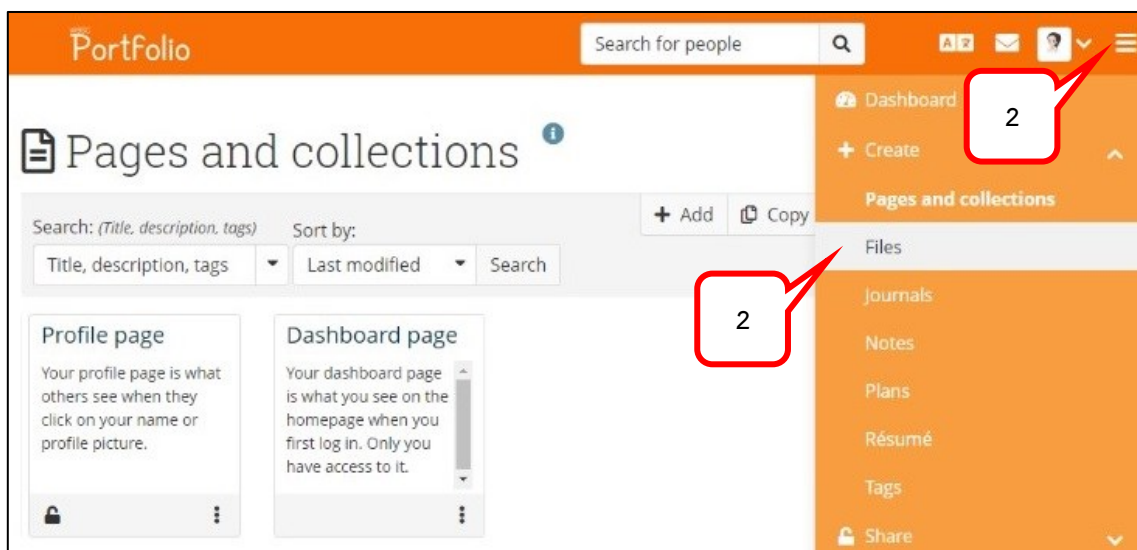 Portfolio
Search for people
Dashboard
2
Create
Pages and collections
Pages and collections
Search: (Title, description, tags)
Sort by:
Title, description, tags
Last modified
Search
Add
Copy
Files
Journals
Notes
Plans
Résumé
Tags
Share
2
Profile page
Your profile page is what
others see when they
click on your name or
profile picture.
Dashboard page
Your dashboard page
is what you see on the
homepage when you
first log in. Only you
have access to it.